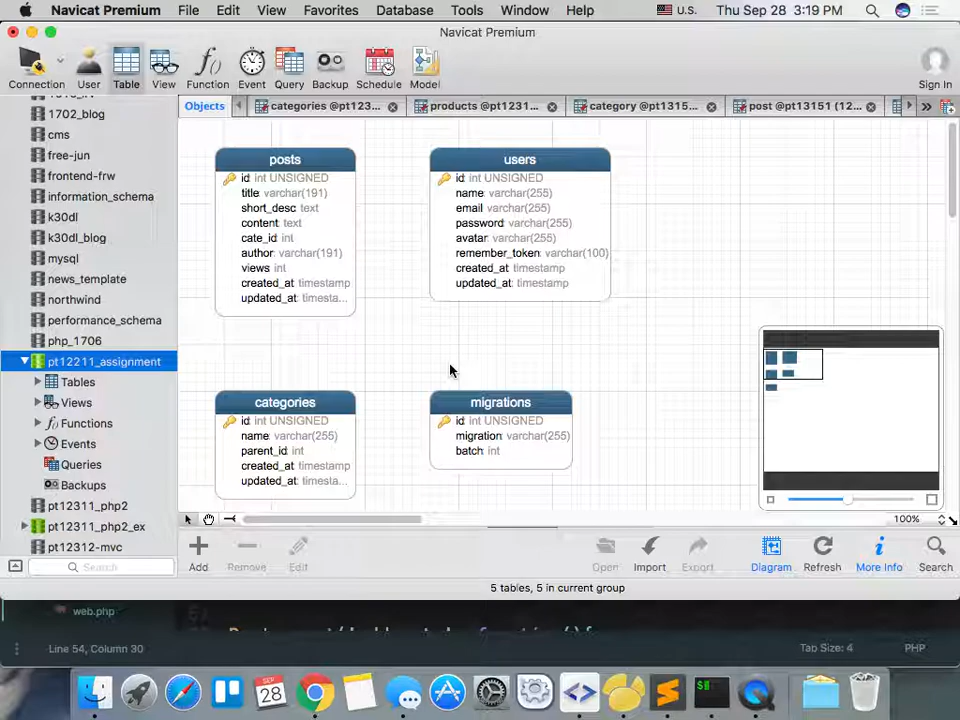 Navicat Premium File Edit View Favorites Database Tools Window Help U.S. Thu Sep 28 3:19 PM
Navicat Premium
Connection User Table View Function Event Query Backup Schedule Model Sign In
Objects categories @pt123... products @pt1231... category @pt1315... post @pt13151 (12...
1702_blog
cms
free-jun
frontend-frw
information_schema
k30dl
k30dl_blog
mysql
news_template
northwind
performance_schema
php_1706
pt12211_assignment
Tables
Views
Functions
Events
Queries
Backups
pt12311_php2
pt12311_php2_ex
pt12312-mvc
Search
posts
id: int UNSIGNED
title: varchar(191)
short_desc: text
content: text
cate_id: int
author: varchar(191)
views: int
created_at: timestamp
updated_at: timesta...
users
id: int UNSIGNED
name: varchar(255)
email: varchar(255)
password: varchar(255)
avatar: varchar(255)
remember_token: varchar(100)
created_at: timestamp
updated_at: timestamp
categories
id: int UNSIGNED
name: varchar(255)
parent_id: int
created_at: timestamp
updated_at: timesta...
migrations
id: int UNSIGNED
migration: varchar(255)
batch: int
100%
Add Remove Edit Open Import Export Diagram Refresh More Info Search
5 tables, 5 in current group
web.php
Line 54, Column 30 Tab Size: 4 PHP
SEP
28